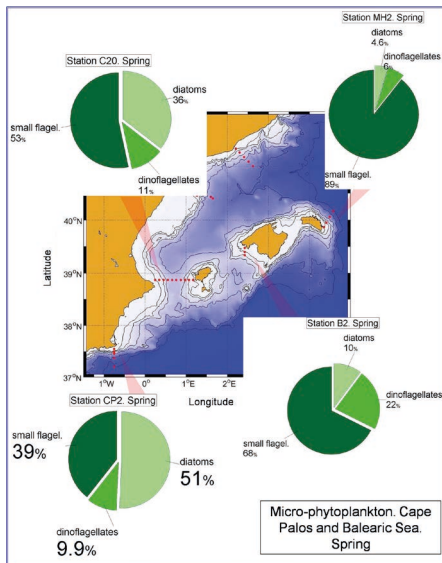 Station MH2. Spring
diatoms
4.6%
6%
dinoflagellates
small flagel.
89%
Station C20. Spring
diatoms
36%
small flagel.
53%
dinoflagellates
11%
40°N
39°N
38°N
37°N
Latitude
1°W
0°
1°E
2°E
Longitude
Station B2. Spring
diatoms
10%
dinoflagellates
22%
small flagel.
68%
Station CP2. Spring
small flagel.
39%
diatoms
51%
dinoflagellates
9.9%
Micro-phytoplankton. Cape
Palos and Balearic Sea.
Spring